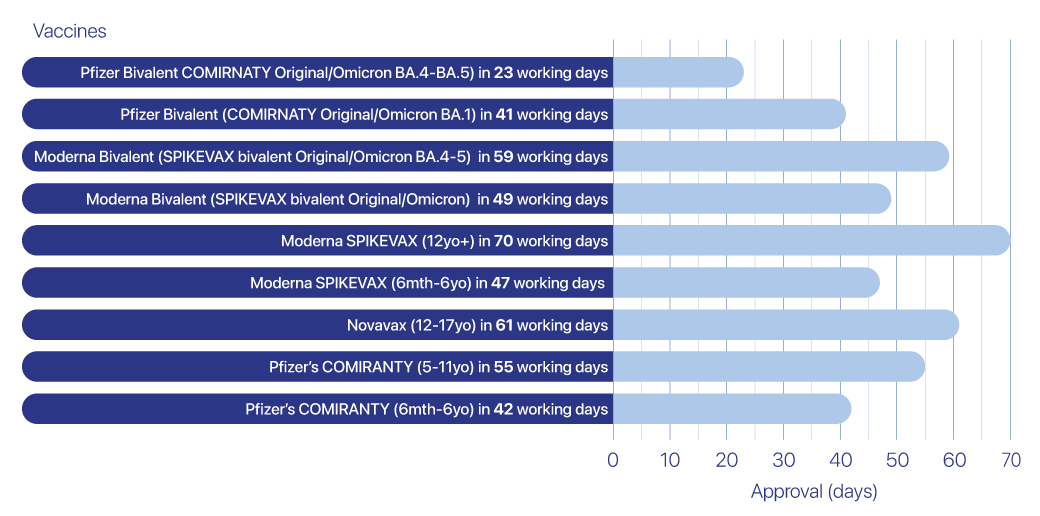 Vaccines
Pfizer Bivalent COMIRNATY Original/Omicron BA.4-BA.5) in 23 working days
Pfizer Bivalent (COMIRNATY Original/Omicron BA.1) in 41 working days
Moderna Bivalent (SPIKEVAX bivalent Original/Omicron BA.4-5) in 59 working days
Moderna Bivalent (SPIKEVAX bivalent Original/Omicron) in 49 working days
Moderna SPIKEVAX (12yo+) in 70 working days
Moderna SPIKEVAX (6mth-6yo) in 47 working days
Novavax (12-17yo) in 61 working days
Pfizer's COMIRANTY (5-11yo) in 55 working days
Pfizer's COMIRANTY (6mth-6yo) in 42 working days
0 10 20 30 40 50 60 70
Approval (days)